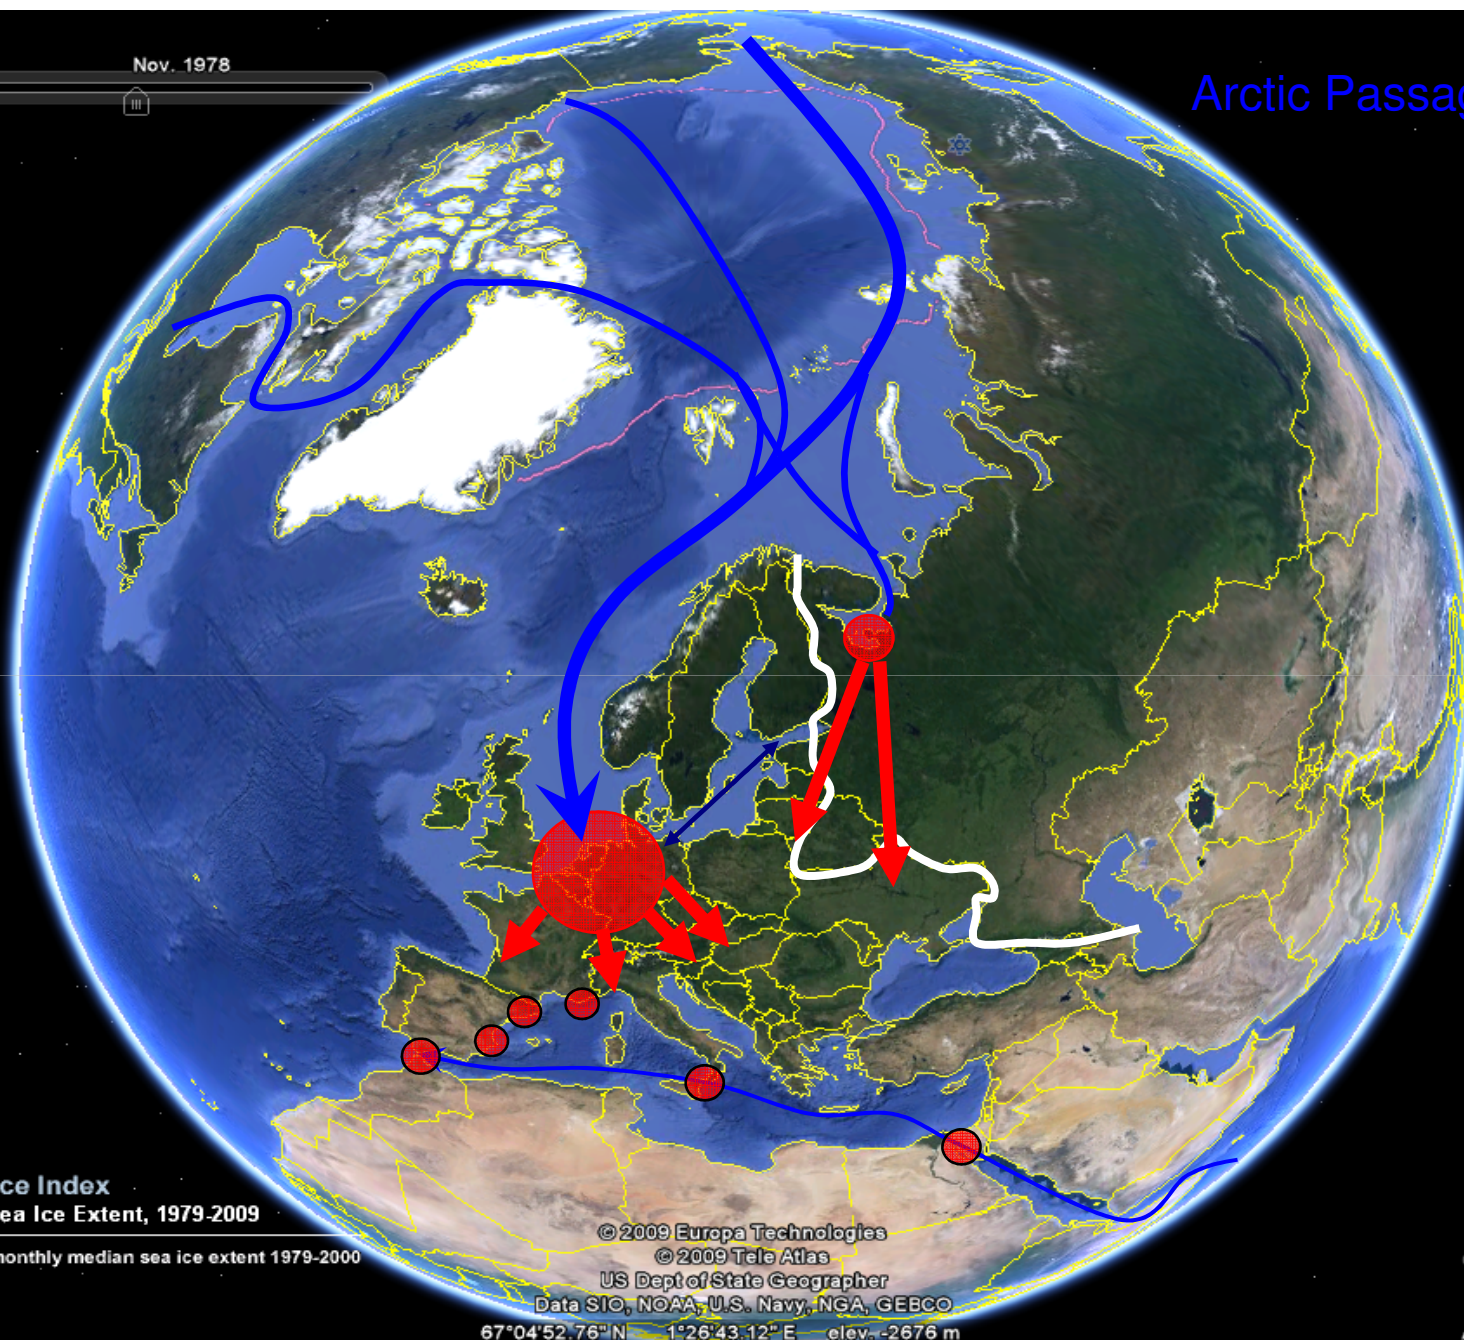 Nov. 1978
Arctic Passag
ce Index
ea Ice Extent, 1979-2009
monthly median sea ice extent 1979-2000
© 2009 Europa Technologies
© 2009 Tele Atlas
US Dept of State Geographer
Data SIO, NOAA, U.S. Navy, NGA, GEBCO
67°04'52.76" N 1°26'43.12" E elev. -2676 m